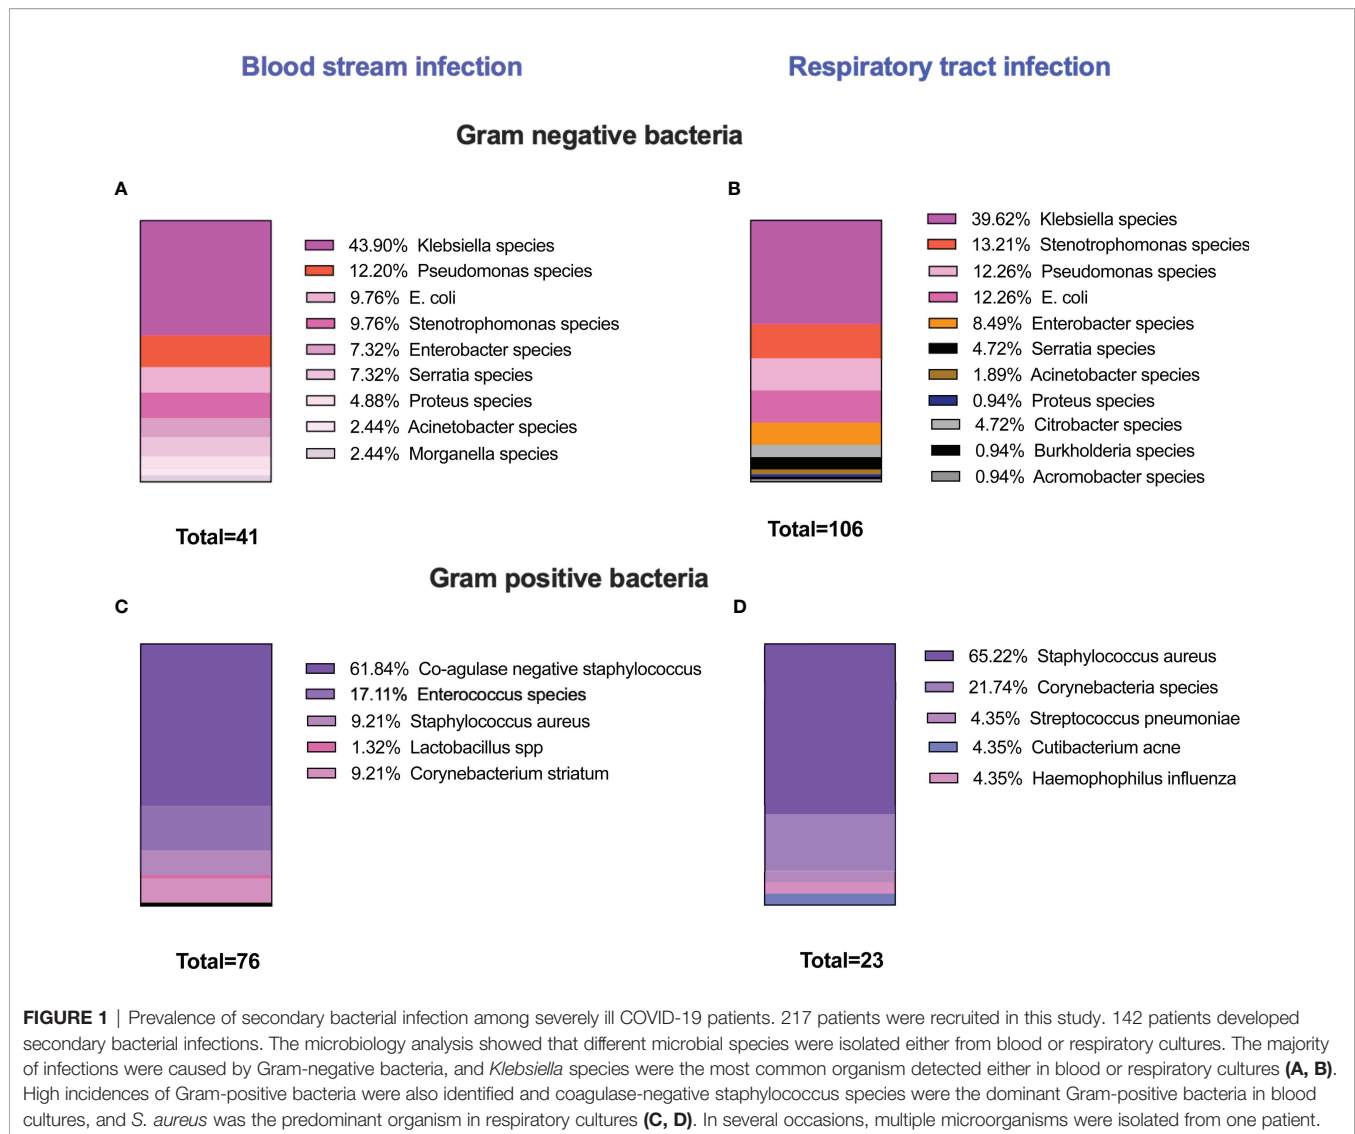 Blood stream infection
Respiratory tract infection
Gram negative bacteria
A
43.90% Klebsiella species
12.20% Pseudomonas species
9.76% E. coli
9.76% Stenotrophomonas species
7.32% Enterobacter species
7.32% Serratia species
4.88% Proteus species
2.44% Acinetobacter species
2.44% Morganella species
Total=41
B
39.62% Klebsiella species
13.21% Stenotrophomonas species
12.26% Pseudomonas species
12.26% E. coli
8.49% Enterobacter species
4.72% Serratia species
1.89% Acinetobacter species
0.94% Proteus species
4.72% Citrobacter species
0.94% Burkholderia species
0.94% Acromobacter species
Total=106
Gram positive bacteria
C
61.84% Co-agulase negative staphylococcus
17.11% Enterococcus species
9.21% Staphylococcus aureus
1.32% Lactobacillus spp
9.21% Corynebacterium striatum
Total=76
D
65.22% Staphylococcus aureus
21.74% Corynebacteria species
4.35% Streptococcus pneumoniae
4.35% Cutibacterium acne
4.35% Haemophophilus influenza
Total=23
FIGURE 1 | Prevalence of secondary bacterial infection among severely ill COVID-19 patients. 217 patients were recruited in this study. 142 patients developed
secondary bacterial infections. The microbiology analysis showed that different microbial species were isolated either from blood or respiratory cultures. The majority
of infections were caused by Gram-negative bacteria, and Klebsiella species were the most common organism detected either in blood or respiratory cultures (A, B).
High incidences of Gram-positive bacteria were also identified and coagulase-negative staphylococcus species were the dominant Gram-positive bacteria in blood
cultures, and S. aureus was the predominant organism in respiratory cultures (C, D). In several occasions, multiple microorganisms were isolated from one patient.